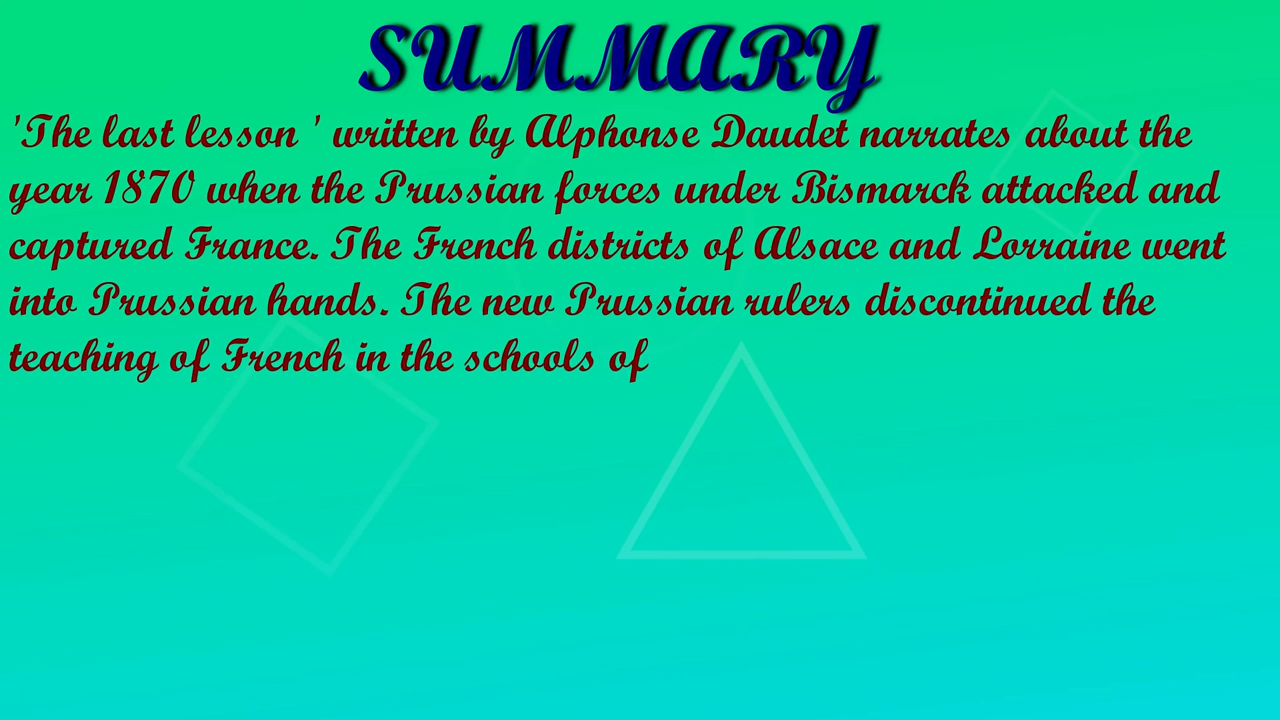 SUMMARY
'The last lesson ' written by Alphonse Daudet narrates about the
year 1870 when the Prussian forces under Bismarck attacked and
captured France. The French districts of Alsace and Lorraine went
into Prussian hands. The new Prussian rulers discontinued the
teaching of French in the schools of